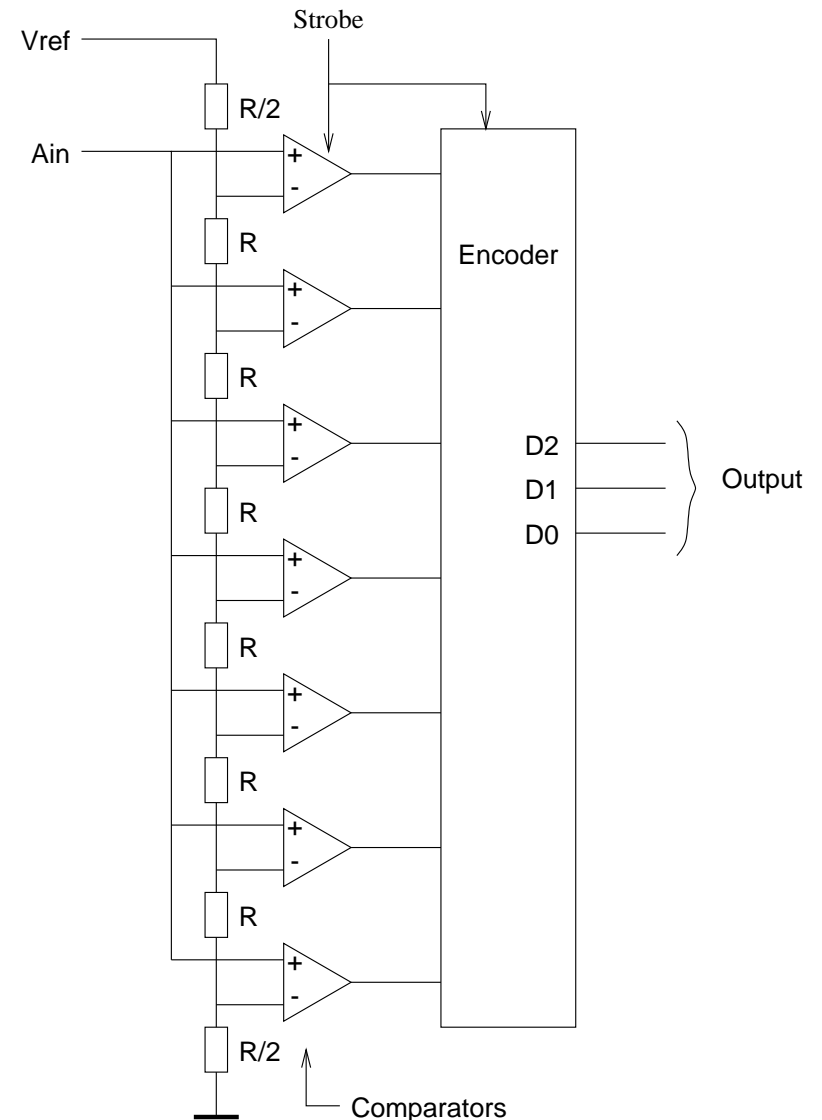 Strobe
Vref
R/2
Ain
+
-
R
Encoder
+
-
R
+
-
D2
Output
D1
R
D0
+
-
R
+
-
R
+
-
R
+
-
R/2
Comparators